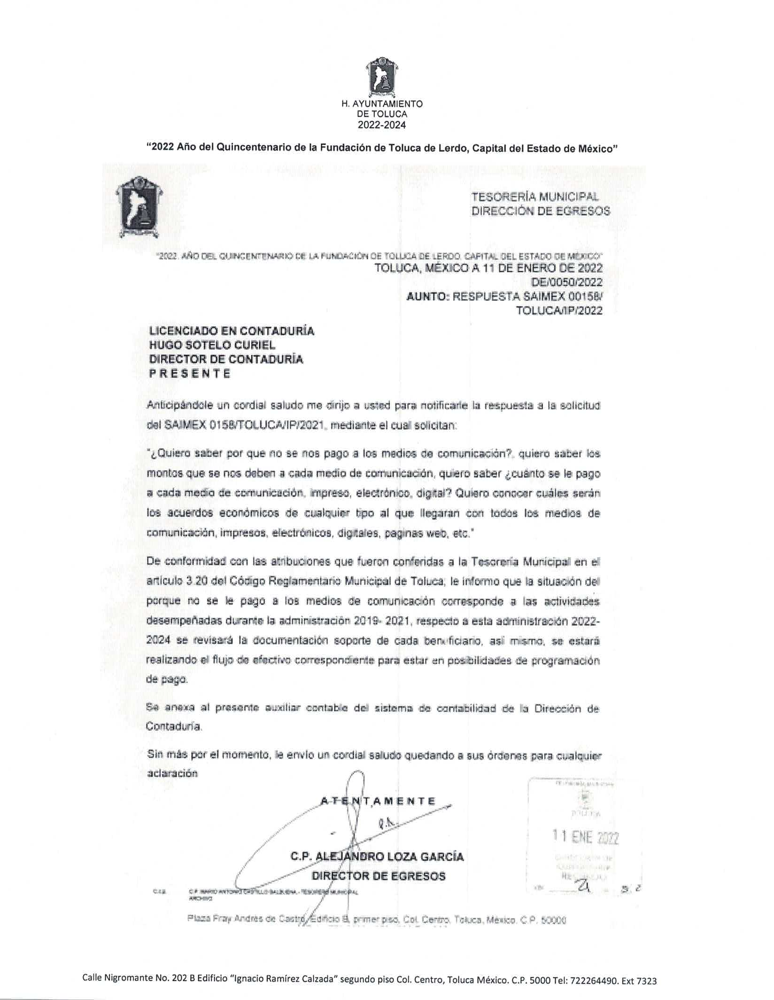 H. AYUNTAMIENTO
DE TOLUCA
2022-2024
“2022 Año del Quincentenario de la Fundación de Toluca de Lerdo, Capital del Estado de México”
TESORERÍA MUNICIPAL
DIRECCIÓN DE EGRESOS
“2022. AÑO DEL QUINCENTENARIO DE LA FUNDACIÓN DE TOLUCA DE LERDO, CAPITAL DEL ESTADO DE MÉXICO”
TOLUCA, MÉXICO A 11 DE ENERO DE 2022
DE/0050/2022
AUNTO: RESPUESTA SAIMEX 00158/
TOLUCA/IP/2022
LICENCIADO EN CONTADURÍA
HUGO SOTELO CURIEL
DIRECTOR DE CONTADURÍA
P R E S E N T E
Anticipándole un cordial saludo me dirijo a usted para notificarle la respuesta a la solicitud
del SAIMEX 0158/TOLUCA/IP/2021, mediante el cual solicitan:
“¿Quiero saber por que no se nos pago a los medios de comunicación?, quiero saber los
montos que se nos deben a cada medio de comunicación, quiero saber ¿cuánto se le pago
a cada medio de comunicación, impreso, electrónico, digital? Quiero conocer cuáles serán
los acuerdos económicos de cualquier tipo al que llegaran con todos los medios de
comunicación, impresos, electrónicos, digitales, paginas web, etc."
De conformidad con las atribuciones que fueron conferidas a la Tesorería Municipal en el
artículo 3.20 del Código Reglamentario Municipal de Toluca; le informo que la situación del
porque no se le pago a los medios de comunicación corresponde a las actividades
desempeñadas durante la administración 2019- 2021, respecto a esta administración 2022-
2024 se revisará la documentación soporte de cada beneficiario, así mismo, se estará
realizando el flujo de efectivo correspondiente para estar en posibilidades de programación
de pago.
Se anexa al presente auxiliar contable del sistema de contabilidad de la Dirección de
Contaduría.
Sin más por el momento, le envío un cordial saludo quedando a sus órdenes para cualquier
aclaración
A T E N T A M E N T E
C.P. ALEJANDRO LOZA GARCÍA
DIRECTOR DE EGRESOS
TOLUCA
11 ENE 2022
C.P. MARIO ANTONIO CASTILLO BALBUENA.- TESORERO MUNICIPAL
ARCHIVO
Plaza Fray Andrés de Castro, Edificio B, primer piso, Col. Centro, Toluca, México. C.P. 50000
Calle Nigromante No. 202 B Edificio “Ignacio Ramírez Calzada” segundo piso Col. Centro, Toluca México. C.P. 5000 Tel: 722264490. Ext 7323